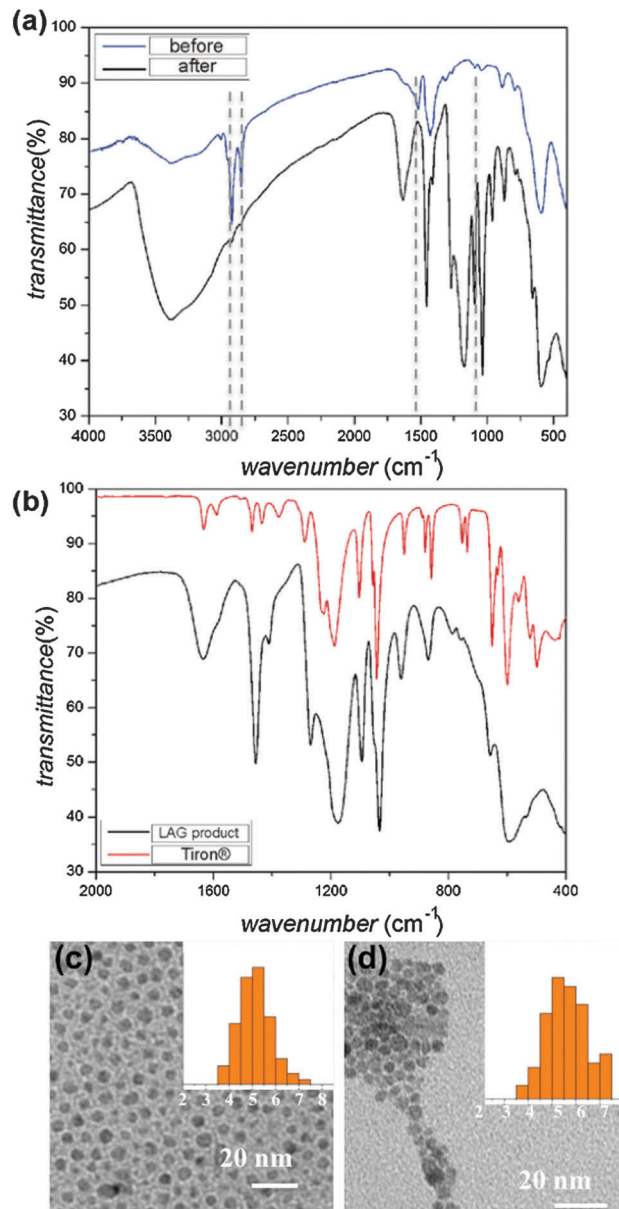 (a)
before
after
transmittance(%)
100
90
80
70
60
50
40
30
4000 3500 3000 2500 2000 1500 1000 500
wavenumber (cm⁻¹)
(b)
transmittance(%)
100
90
80
70
60
50
40
30
LAG product
Tiron®
2000 1600 1200 800 400
wavenumber (cm⁻¹)
(c)
2 3 4 5 6 7 8
20 nm
(d)
2 3 4 5 6 7
20 nm